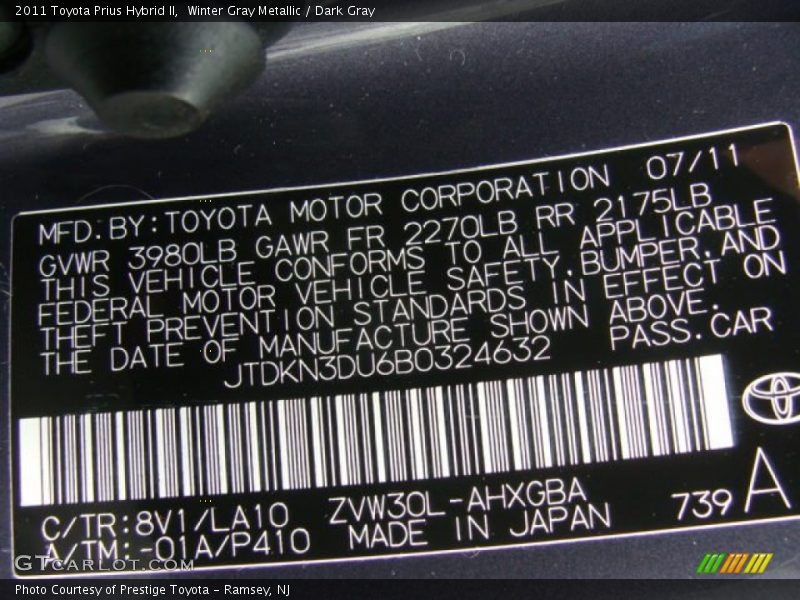 2011 Toyota Prius Hybrid II, Winter Gray Metallic / Dark Gray
MFD. BY: TOYOTA MOTOR CORPORATION 07/11
GVWR 3980LB GAWR FR 2270LB RR 2175LB
THIS VEHICLE CONFORMS TO ALL APPLICABLE
FEDERAL MOTOR VEHICLE SAFETY, BUMPER, AND
THEFT PREVENTION STANDARDS IN EFFECT ON
THE DATE OF MANUFACTURE SHOWN ABOVE.
JTDKN3DU6B0324632 PASS. CAR
C/TR: 8V1/LA10 ZVW30L-AHXGBA
A/TM: -01A/P410 MADE IN JAPAN 739 A
GTCARLOT.COM
Photo Courtesy of Prestige Toyota - Ramsey, NJ